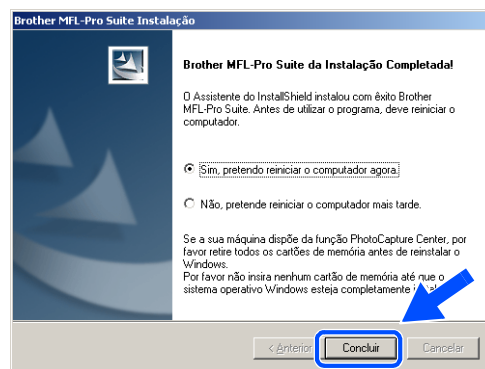 Brother MFL-Pro Suite Instalação
Brother MFL-Pro Suite da Instalação Completada!
O Assistente do InstallShield instalou com êxito Brother
MFL-Pro Suite. Antes de utilizar o programa, deve reiniciar o
computador.
Sim, pretendo reiniciar o computador agora.
Não, pretende reiniciar o computador mais tarde.
Se a sua máquina dispõe da função PhotoCapture Center, por
favor retire todos os cartões de memória antes de reinstalar o
Windows.
Por favor não insira nenhum cartão de memória até que o
sistema operativo Windows esteja completamente
< Anterior
Concluir
Cancelar